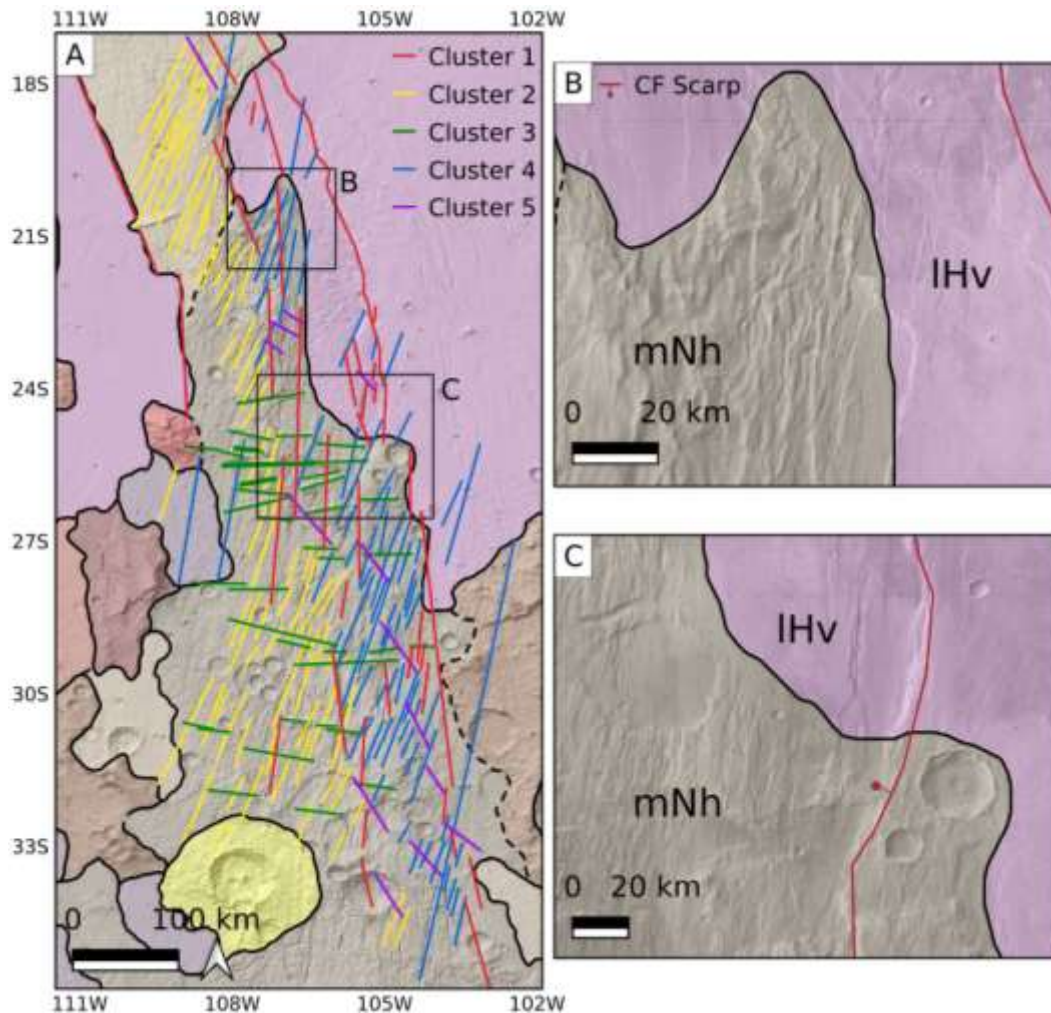 111W 108W 105W 102W
A
Cluster 1
Cluster 2
Cluster 3
Cluster 4
Cluster 5
18S
21S
24S
27S
30S
33S
B
C
0 100 km
111W 108W 105W 102W
B
CF Scarp
lHv
mNh
0 20 km
C
lHv
mNh
0 20 km